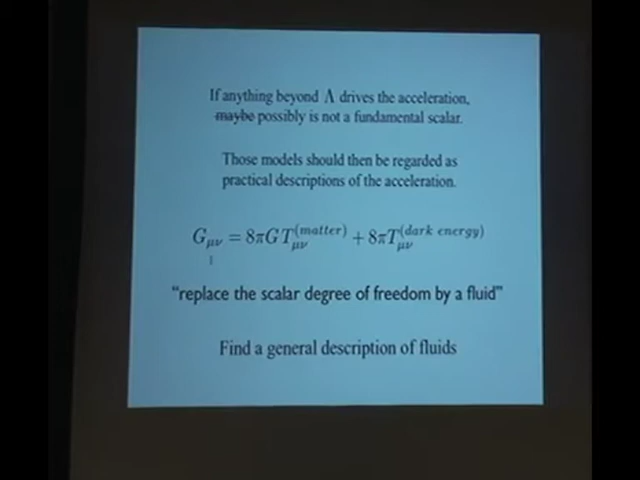 If anything beyond Λ drives the acceleration,
maybe possibly is not a fundamental scalar.
Those models should then be regarded as
practical descriptions of the acceleration.
G_{μν} = 8πG T_{μν}^{(matter)} + 8π T_{μν}^{(dark energy)}
“replace the scalar degree of freedom by a fluid”
Find a general description of fluids